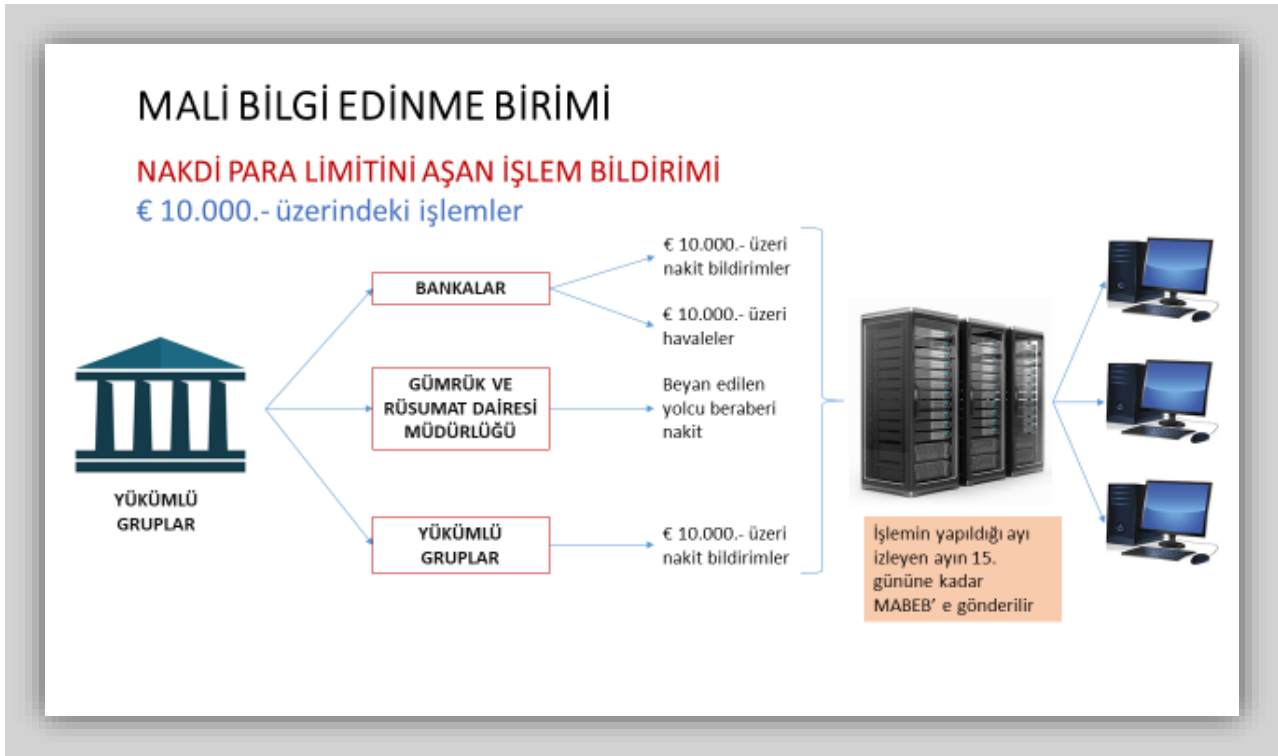 MALİ BİLGİ EDİNME BİRİMİ
NAKDİ PARA LİMİTİNİ AŞAN İŞLEM BİLDİRİMİ
€ 10.000.- üzerindeki işlemler
YÜKÜMLÜ
GRUPLAR
BANKALAR
€ 10.000.- üzeri
nakit bildirimler
€ 10.000.- üzeri
havaleler
GÜMRÜK VE
RÜSUMAT DAİRESİ
MÜDÜRLÜĞÜ
Beyan edilen
yolcu beraberi
nakit
YÜKÜMLÜ
GRUPLAR
€ 10.000.- üzeri
nakit bildirimler
İşlemin yapıldığı ayı
izleyen ayın 15.
gününe kadar
MABEB' e gönderilir